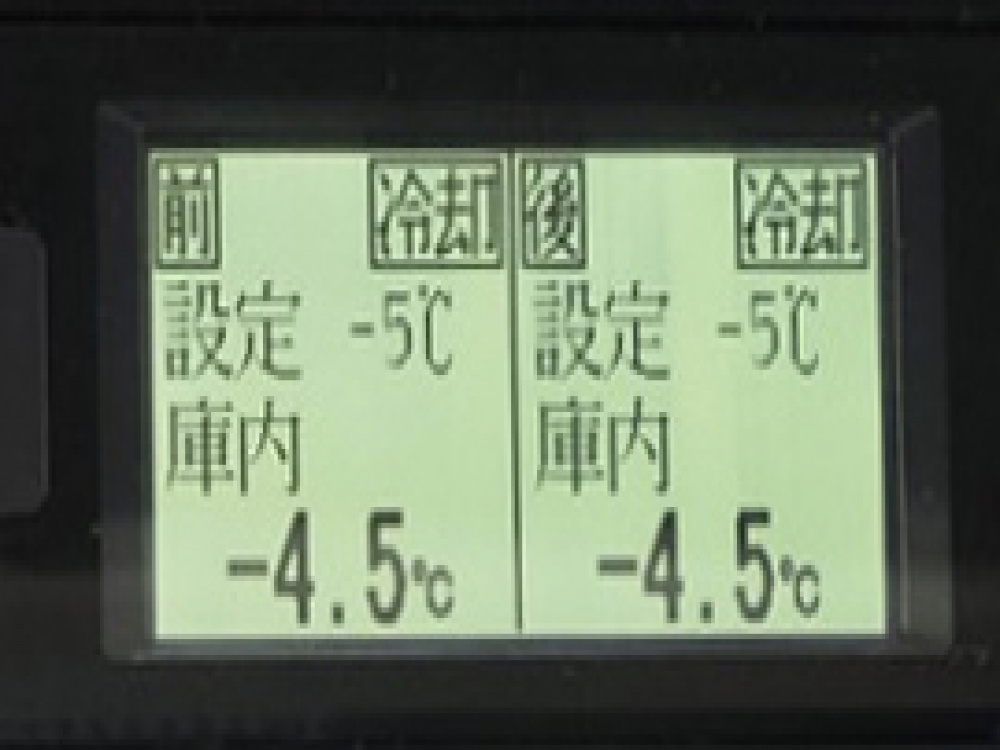 前 冷却
設定 -5℃
庫内
-4.5℃
後 冷却
設定 -5℃
庫内
-4.5℃